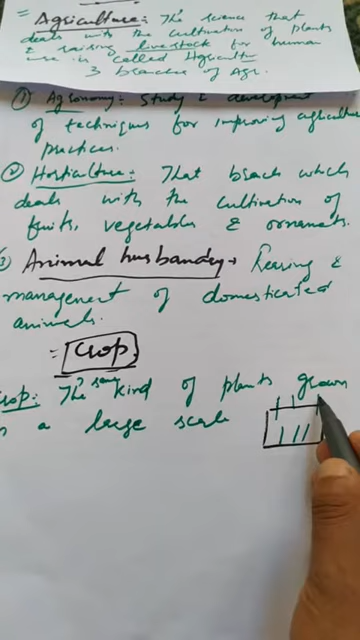 = Agriculture:- The science that
deals with the cultivation of plants
& raising livestock for human
use is called Agriculture
3 branches of Agr.
① Agronomy:- Study & development
of techniques for improving agriculture
practices.
② Horticulture:- That brach which
deals with the cultivation of
fruits, vegetables & ornaments.
③ Animal husbandry → Rearing &
management of domesticated
animals.
= Crop.
Crop: The same kind of plants grown
a large scale